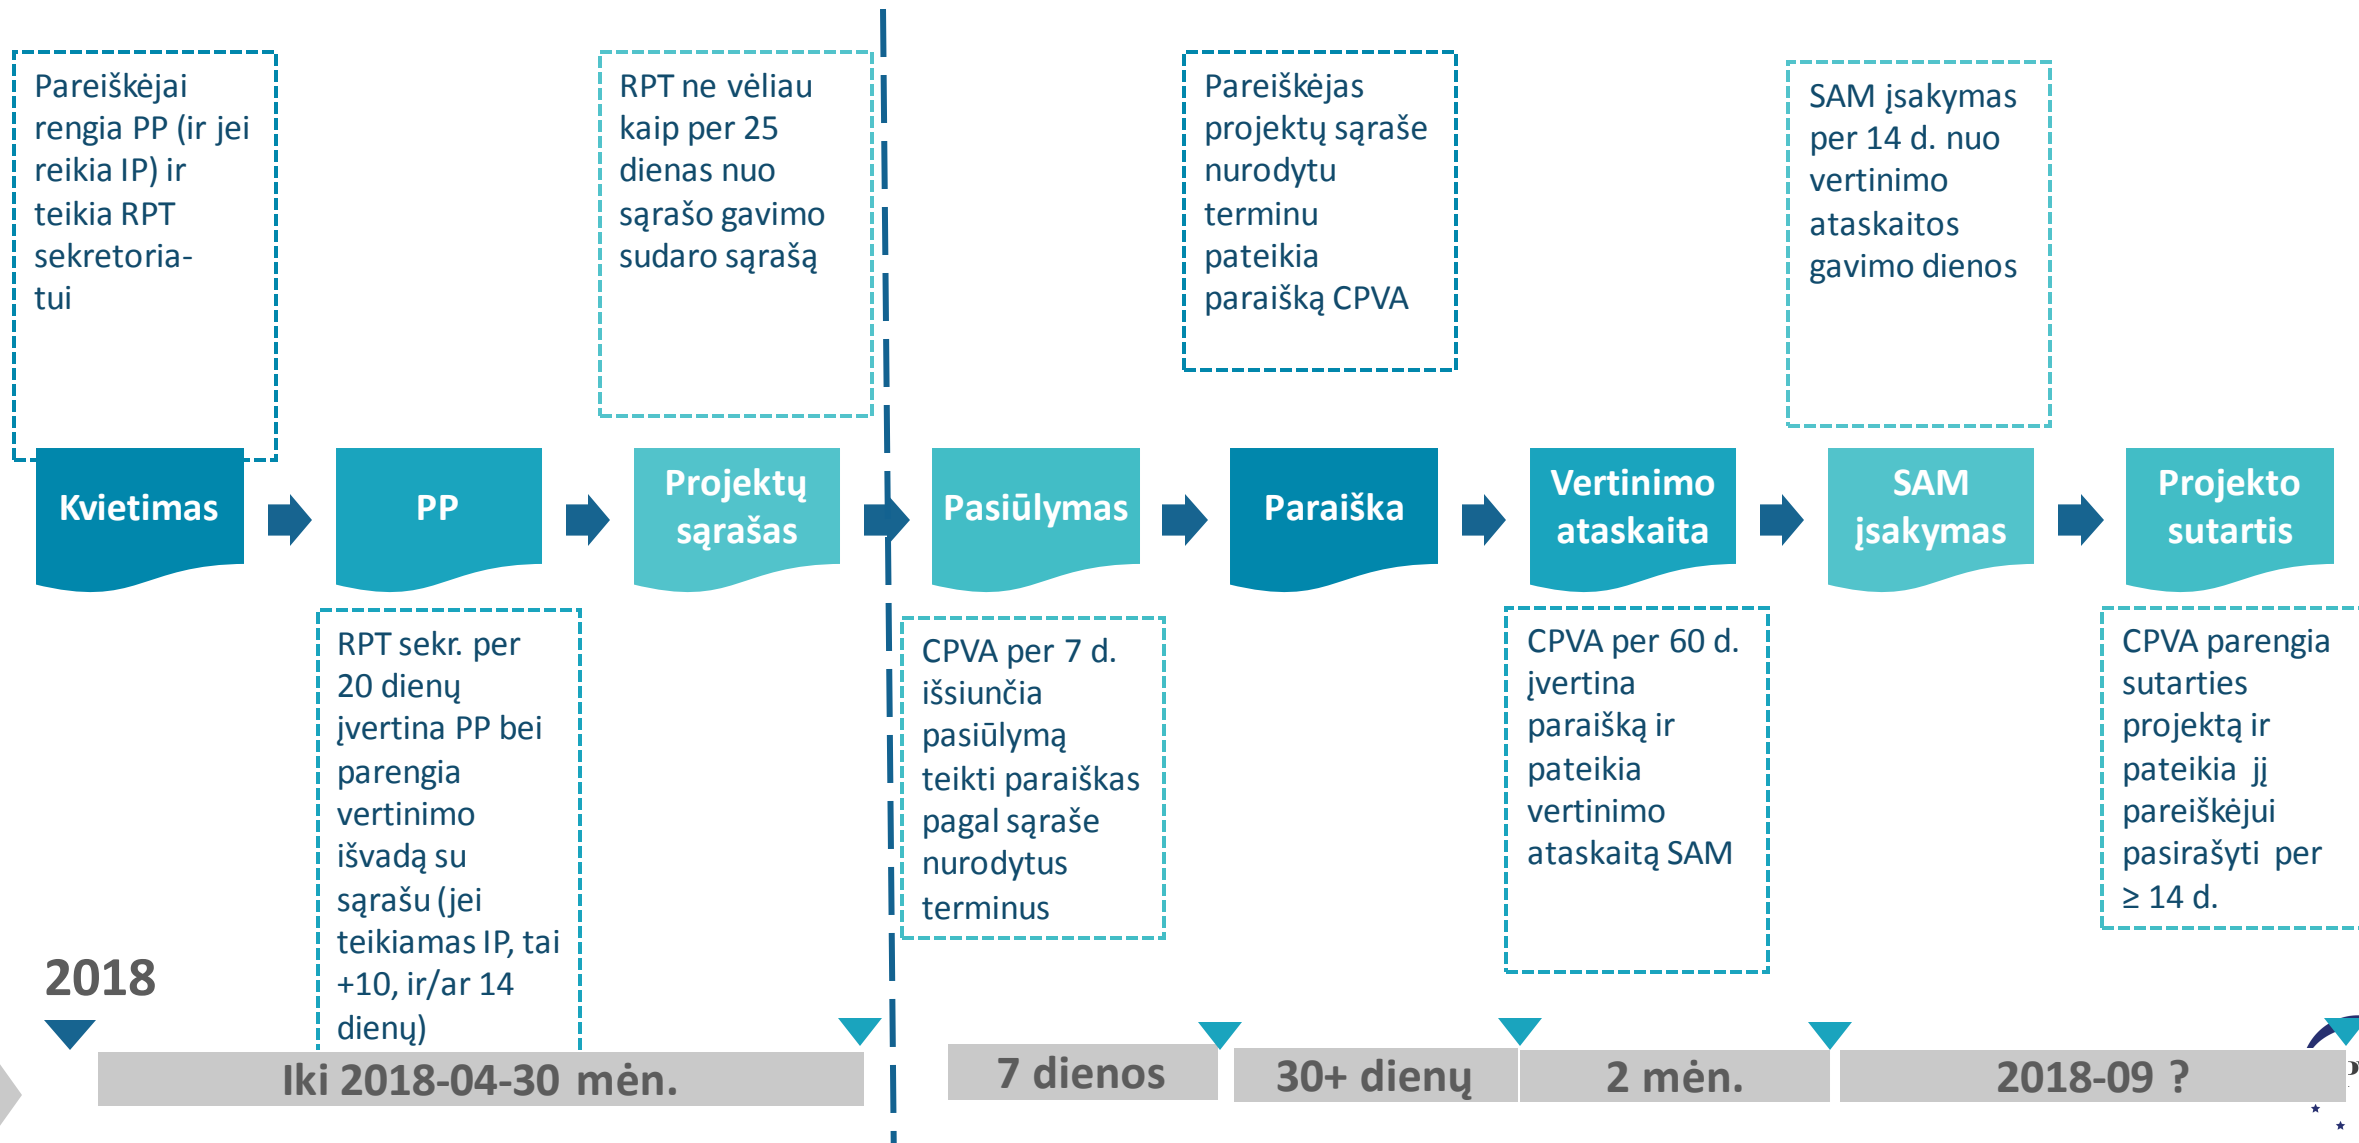 Pareiškėjai
rengia PP (ir jei
reikia IP) ir
teikia RPT
sekretoria-
tui
RPT ne vėliau
kaip per 25
dienas nuo
sąrašo gavimo
sudaro sąrašą
Pareiškėjas
projektų sąraše
nurodytu
terminu
pateikia
paraišką CPVA
SAM įsakymas
per 14 d. nuo
vertinimo
ataskaitos
gavimo dienos
Kvietimas
PP
Projektų
sąrašas
Pasiūlymas
Paraiška
Vertinimo
ataskaita
SAM
įsakymas
Projekto
sutartis
RPT sekr. per
20 dienų
įvertina PP bei
parengia
vertinimo
išvadą su
sąrašu (jei
teikiamas IP, tai
+10, ir/ar 14
dienų)
CPVA per 7 d.
išsiunčia
pasiūlymą
teikti paraiškas
pagal sąraše
nurodytus
terminus
CPVA per 60 d.
įvertina
paraišką ir
pateikia
vertinimo
ataskaitą SAM
CPVA parengia
sutarties
projektą ir
pateikia jį
pareiškėjui
pasirašyti per
≥ 14 d.
2018
Iki 2018-04-30 mėn.
7 dienos
30+ dienų
2 mėn.
2018-09 ?